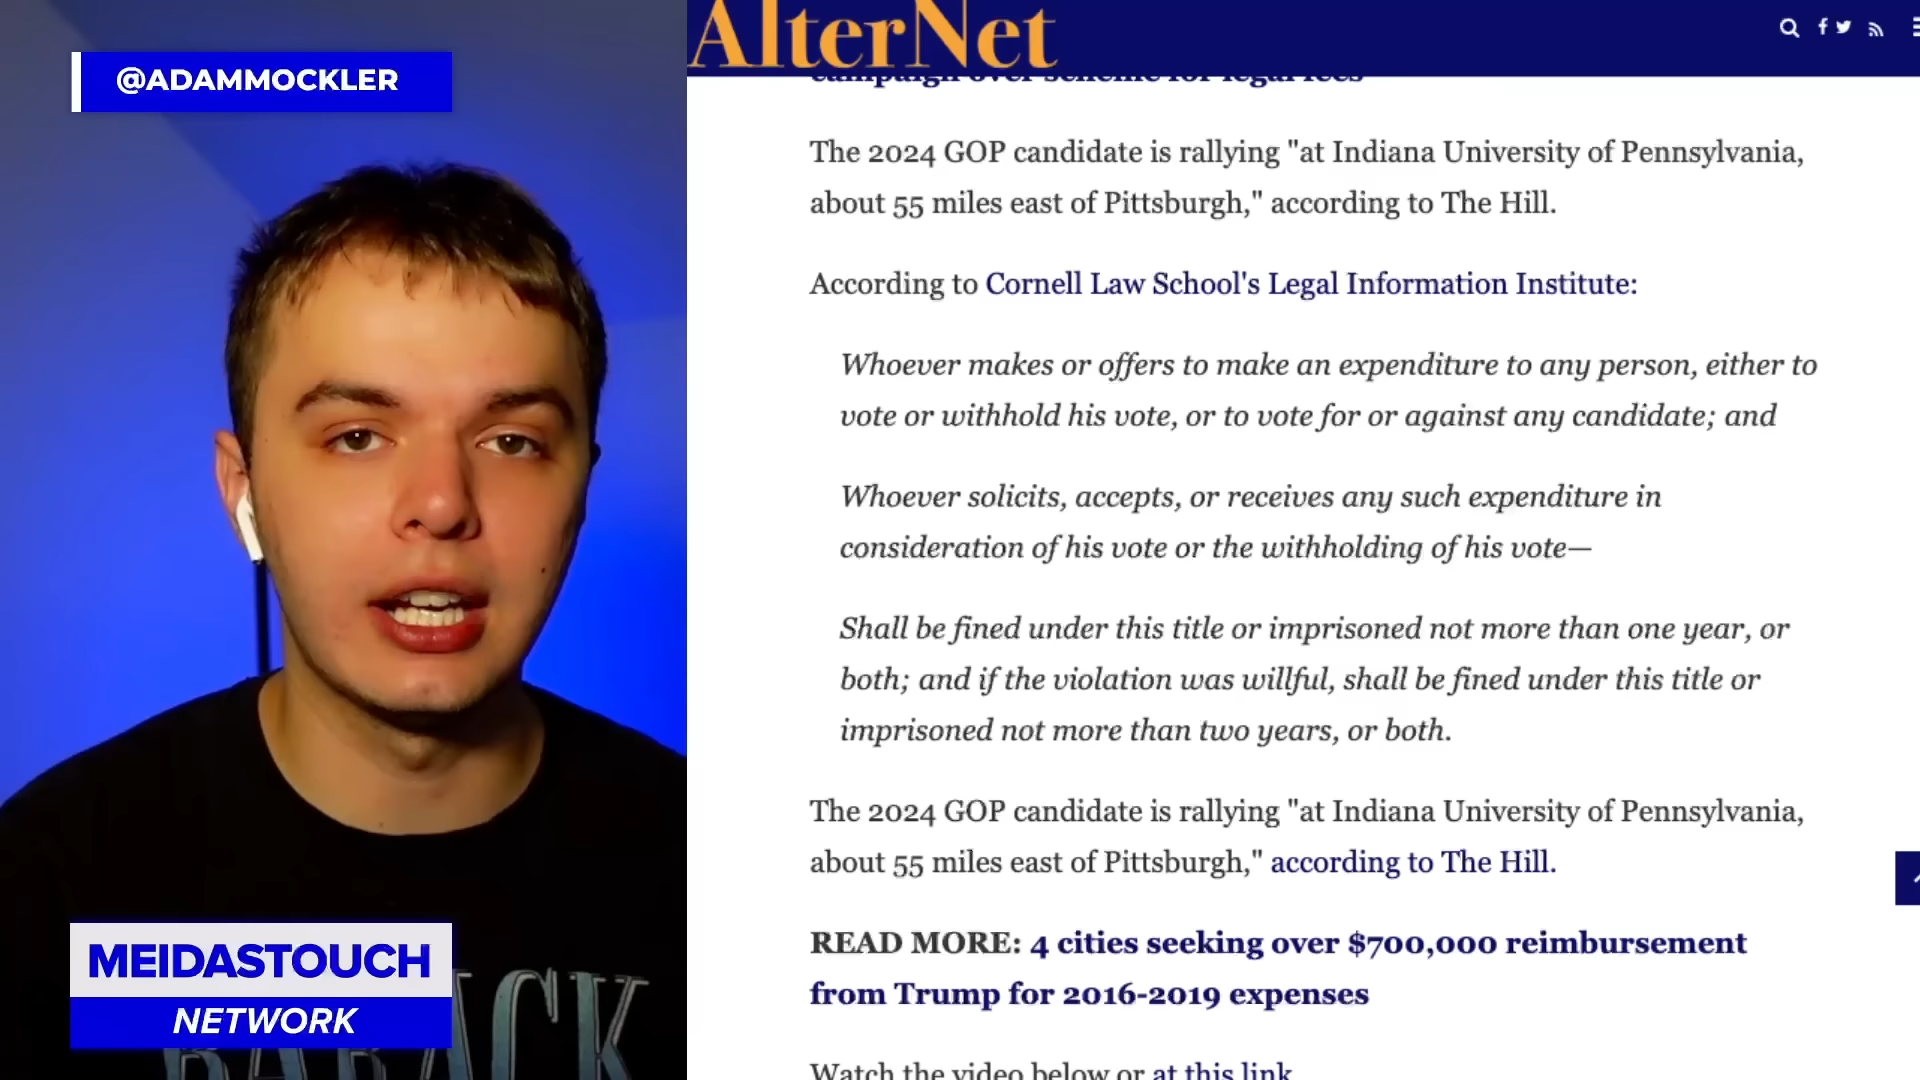 @ADAMMOCKLER
AlterNet
campaign over scheme for legal fees
The 2024 GOP candidate is rallying "at Indiana University of Pennsylvania,
about 55 miles east of Pittsburgh," according to The Hill.
According to Cornell Law School's Legal Information Institute:
Whoever makes or offers to make an expenditure to any person, either to
vote or withhold his vote, or to vote for or against any candidate; and
Whoever solicits, accepts, or receives any such expenditure in
consideration of his vote or the withholding of his vote—
Shall be fined under this title or imprisoned not more than one year, or
both; and if the violation was willful, shall be fined under this title or
imprisoned not more than two years, or both.
The 2024 GOP candidate is rallying "at Indiana University of Pennsylvania,
about 55 miles east of Pittsburgh," according to The Hill.
READ MORE: 4 cities seeking over $700,000 reimbursement
from Trump for 2016-2019 expenses
Watch the video below or at this link
MEIDASTOUCH
NETWORK
BARACK